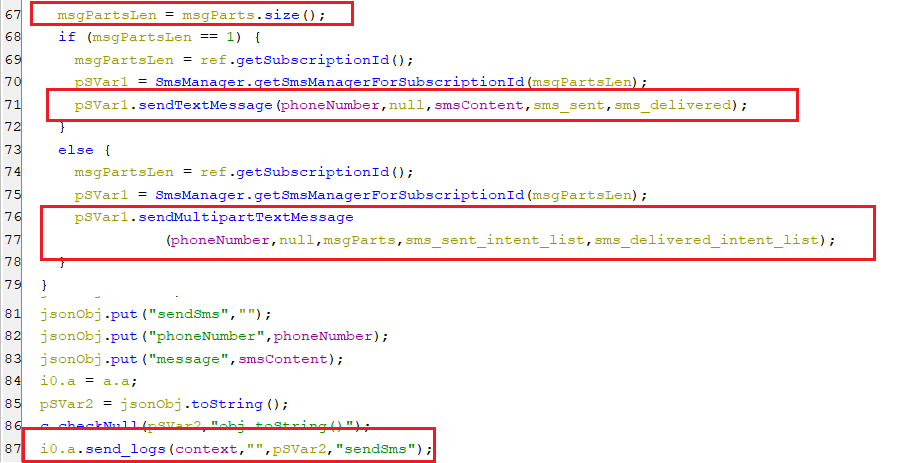 67 msgPartsLen = msgParts.size();
68 if (msgPartsLen == 1) {
69 msgPartsLen = ref.getSubscriptionId();
70 pSVar1 = SmsManager.getSmsManagerForSubscriptionId(msgPartsLen);
71 pSVar1.sendTextMessage(phoneNumber,null,smsContent,sms_sent,sms_delivered);
72 }
73 else {
74 msgPartsLen = ref.getSubscriptionId();
75 pSVar1 = SmsManager.getSmsManagerForSubscriptionId(msgPartsLen);
76 pSVar1.sendMultipartTextMessage
77 (phoneNumber,null,msgParts,sms_sent_intent_list,sms_delivered_intent_list);
78 }
79 }
81 jsonObj.put("sendSms","");
82 jsonObj.put("phoneNumber",phoneNumber);
83 jsonObj.put("message",smsContent);
84 i0.a = a.a;
85 pSVar2 = jsonObj.toString();
86 c.checkNull(pSVar2,"obj.toString()");
87 i0.a.send_logs(context,"",pSVar2,"sendSms");